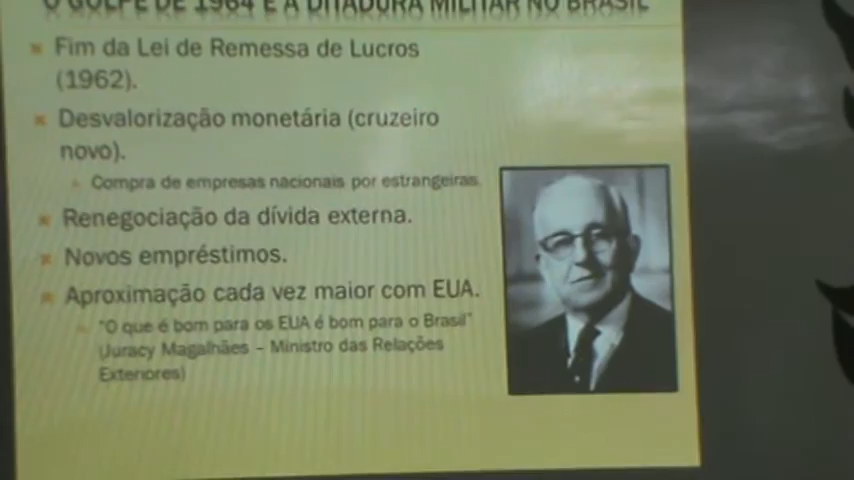 O GOLPE DE 1964 E A DITADURA MILITAR NO BRASIL
Fim da Lei de Remessa de Lucros
(1962).
Desvalorização monetária (cruzeiro
novo).
Compra de empresas nacionais por estrangeiras.
Renegociação da dívida externa.
Novos empréstimos.
Aproximação cada vez maior com EUA.
"O que é bom para os EUA é bom para o Brasil"
(Juracy Magalhães – Ministro das Relações
Exteriores)